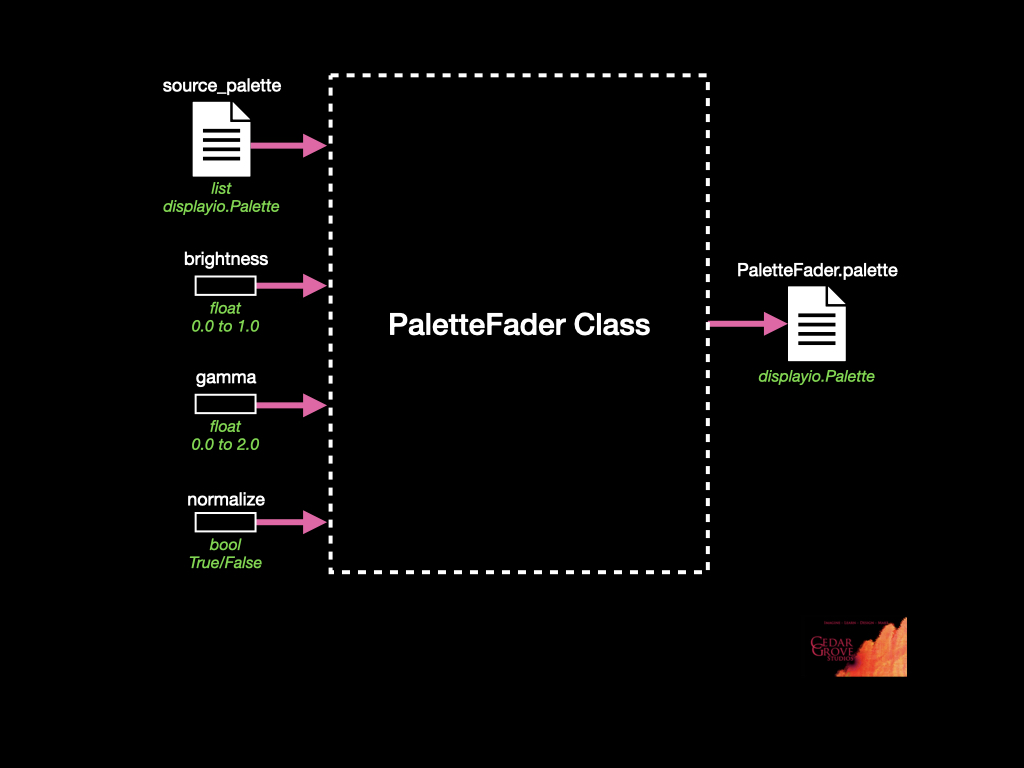 source_palette
list
displayio.Palette
brightness
float
0.0 to 1.0
gamma
float
0.0 to 2.0
normalize
bool
True/False
PaletteFader Class
PaletteFader.palette
displayio.Palette
CEDAR
GROVE
STUDIOS